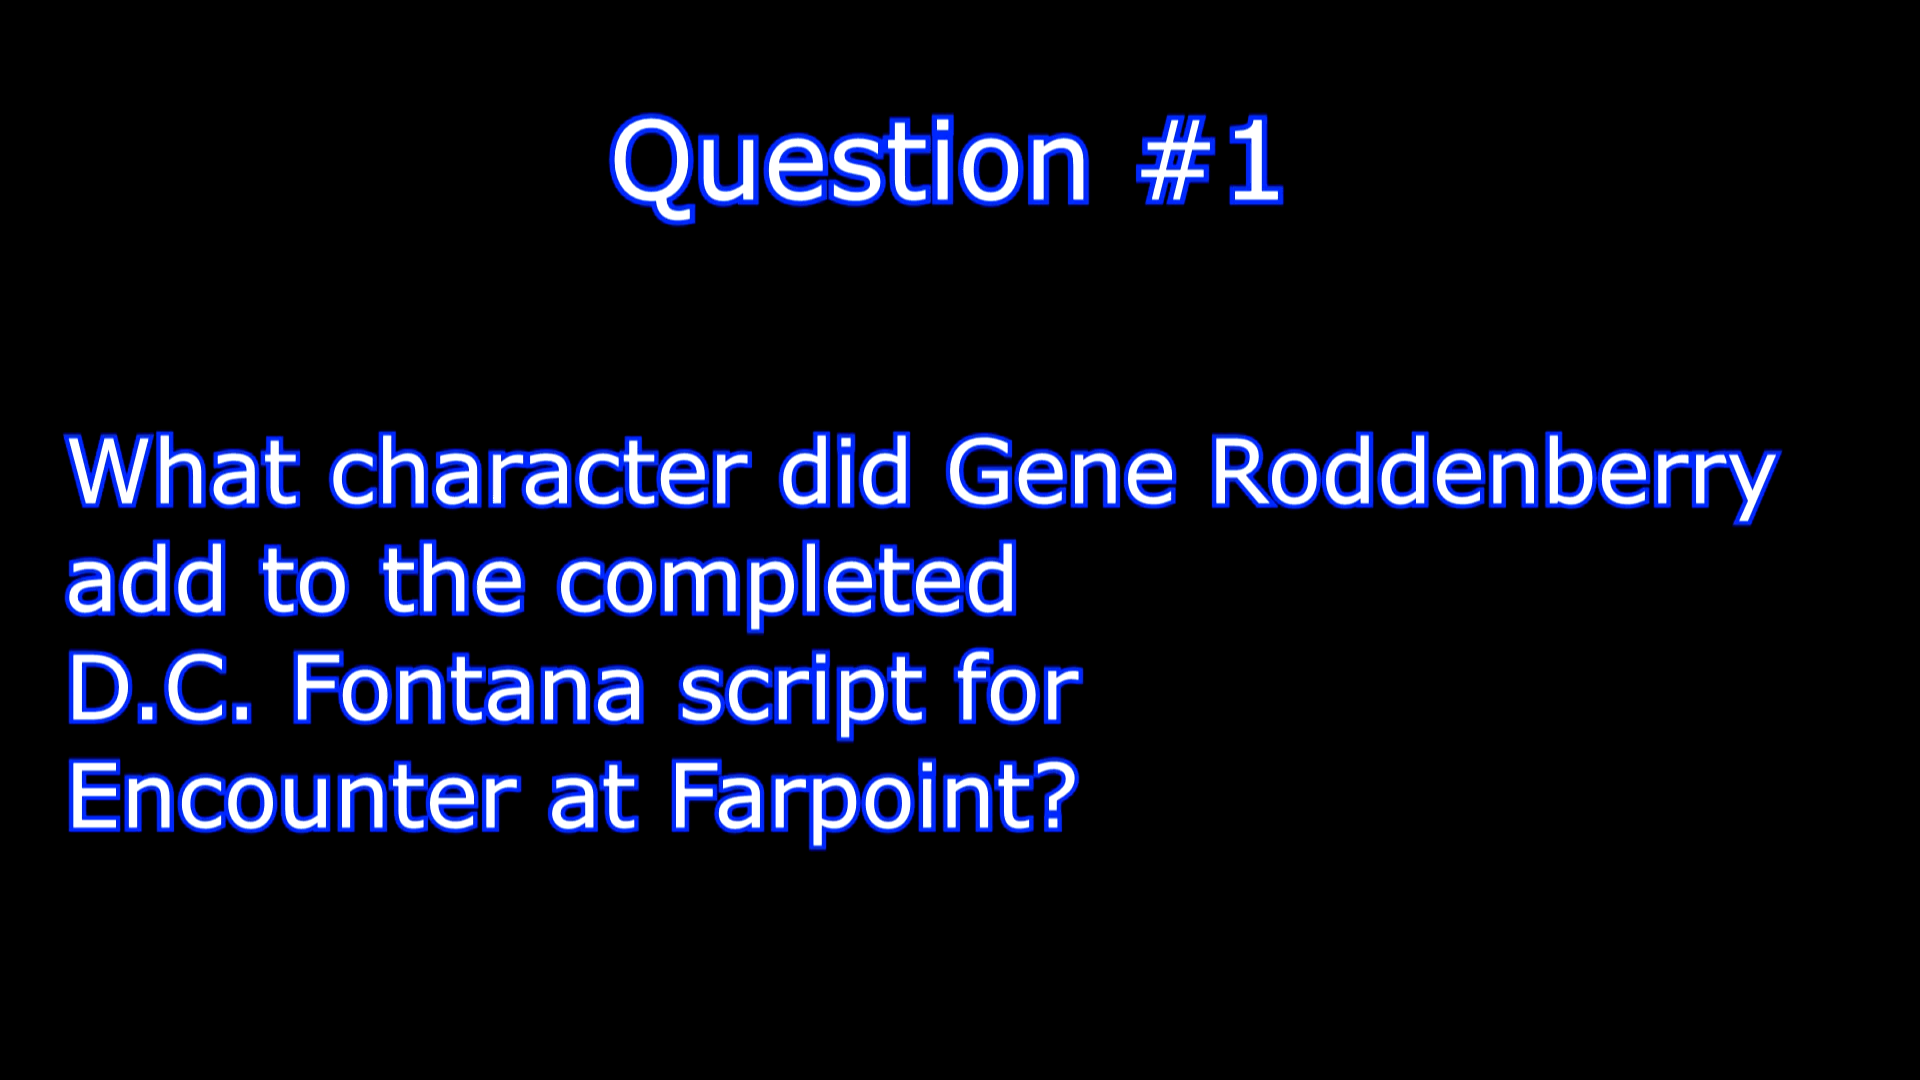 Question #1
What character did Gene Roddenberry
add to the completed
D.C. Fontana script for
Encounter at Farpoint?